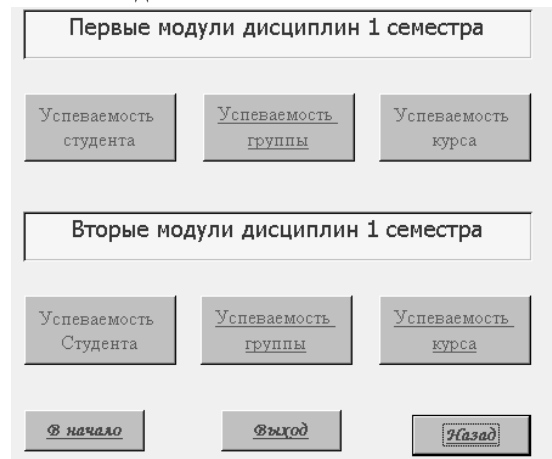 Первые модули дисциплин 1 семестра
Успеваемость студента
Успеваемость группы
Успеваемость курса
Вторые модули дисциплин 1 семестра
Успеваемость Студента
Успеваемость группы
Успеваемость курса
В начало
Выход
Назад